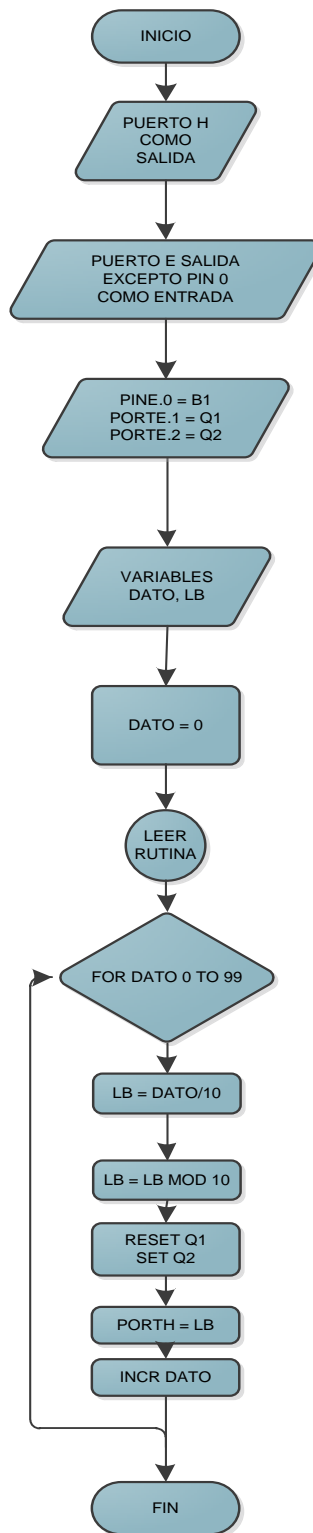 INICIO
PUERTO H
COMO
SALIDA
PUERTO E SALIDA
EXCEPTO PIN 0
COMO ENTRADA
PINE.0 = B1
PORTE.1 = Q1
PORTE.2 = Q2
VARIABLES
DATO, LB
DATO = 0
LEER
RUTINA
FOR DATO 0 TO 99
LB = DATO/10
LB = LB MOD 10
RESET Q1
SET Q2
PORTH = LB
INCR DATO
FIN